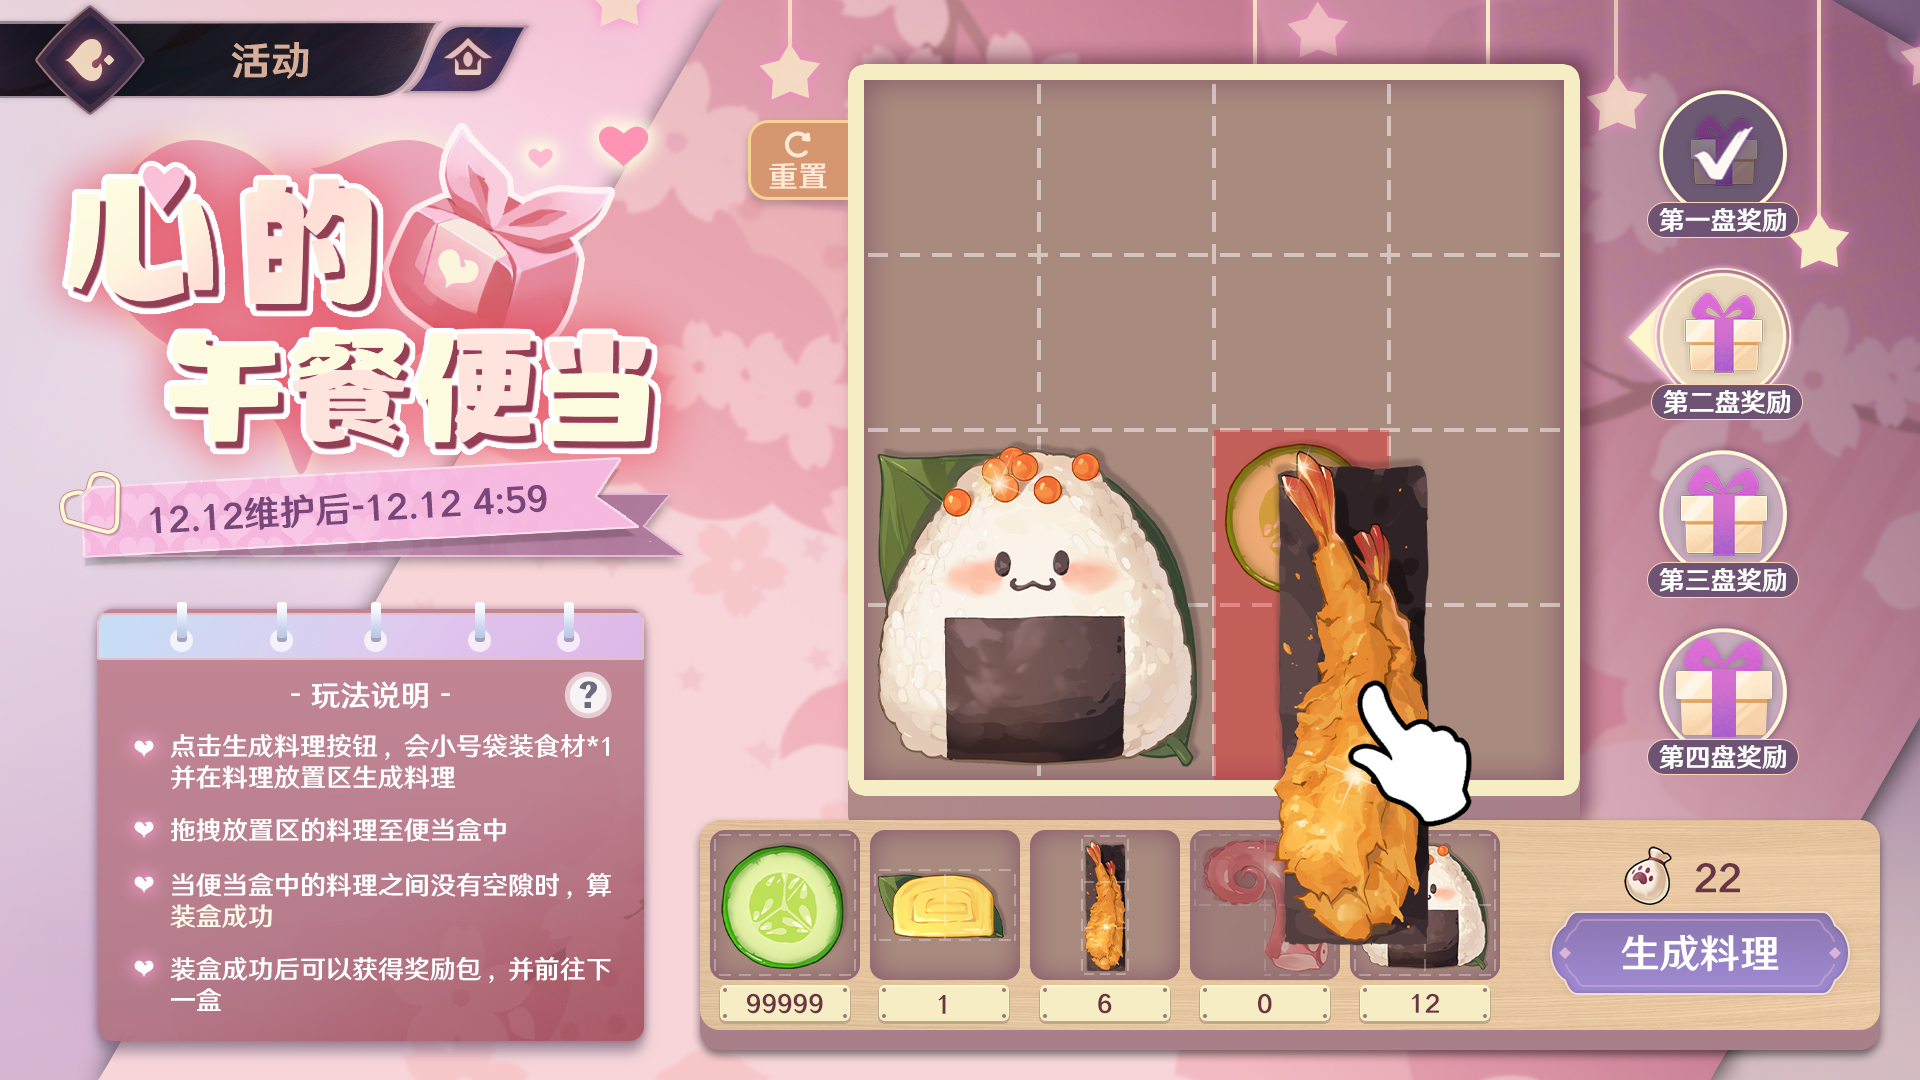 活动
心的
午餐便当
12.12维护后-12.12 4:59
- 玩法说明 -
?
点击生成料理按钮，会小号袋装食材*1
并在料理放置区生成料理
拖拽放置区的料理至便当盒中
当便当盒中的料理之间没有空隙时，算
装盒成功
装盒成功后可以获得奖励包，并前往下
一盒
重置
第一盘奖励
第二盘奖励
第三盘奖励
第四盘奖励
99999
1
6
0
12
22
生成料理